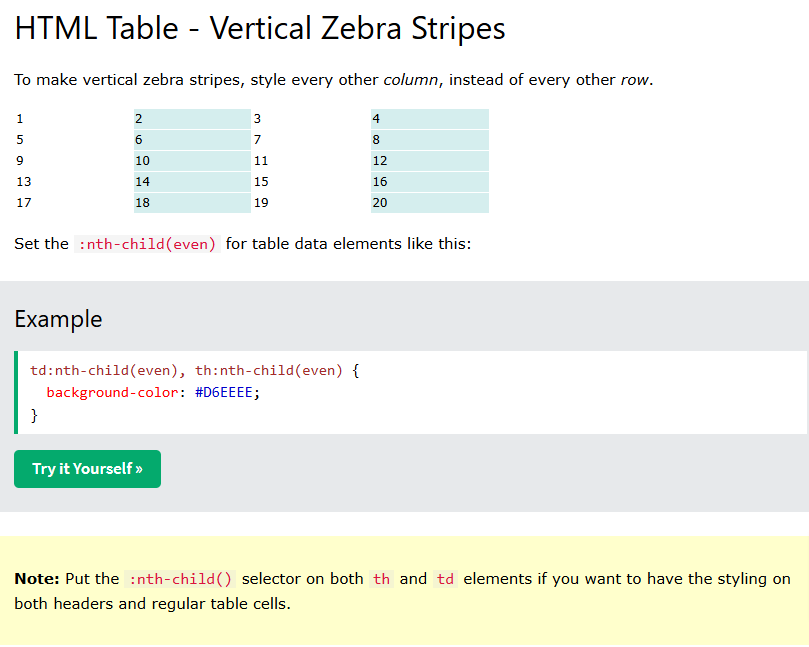 HTML Table - Vertical Zebra Stripes
To make vertical zebra stripes, style every other column, instead of every other row.
1 2 3 4
5 6 7 8
9 10 11 12
13 14 15 16
17 18 19 20
Set the :nth-child(even) for table data elements like this:
Example
td:nth-child(even), th:nth-child(even) {
  background-color: #D6EEEE;
}
Try it Yourself »
Note: Put the :nth-child() selector on both th and td elements if you want to have the styling on
both headers and regular table cells.